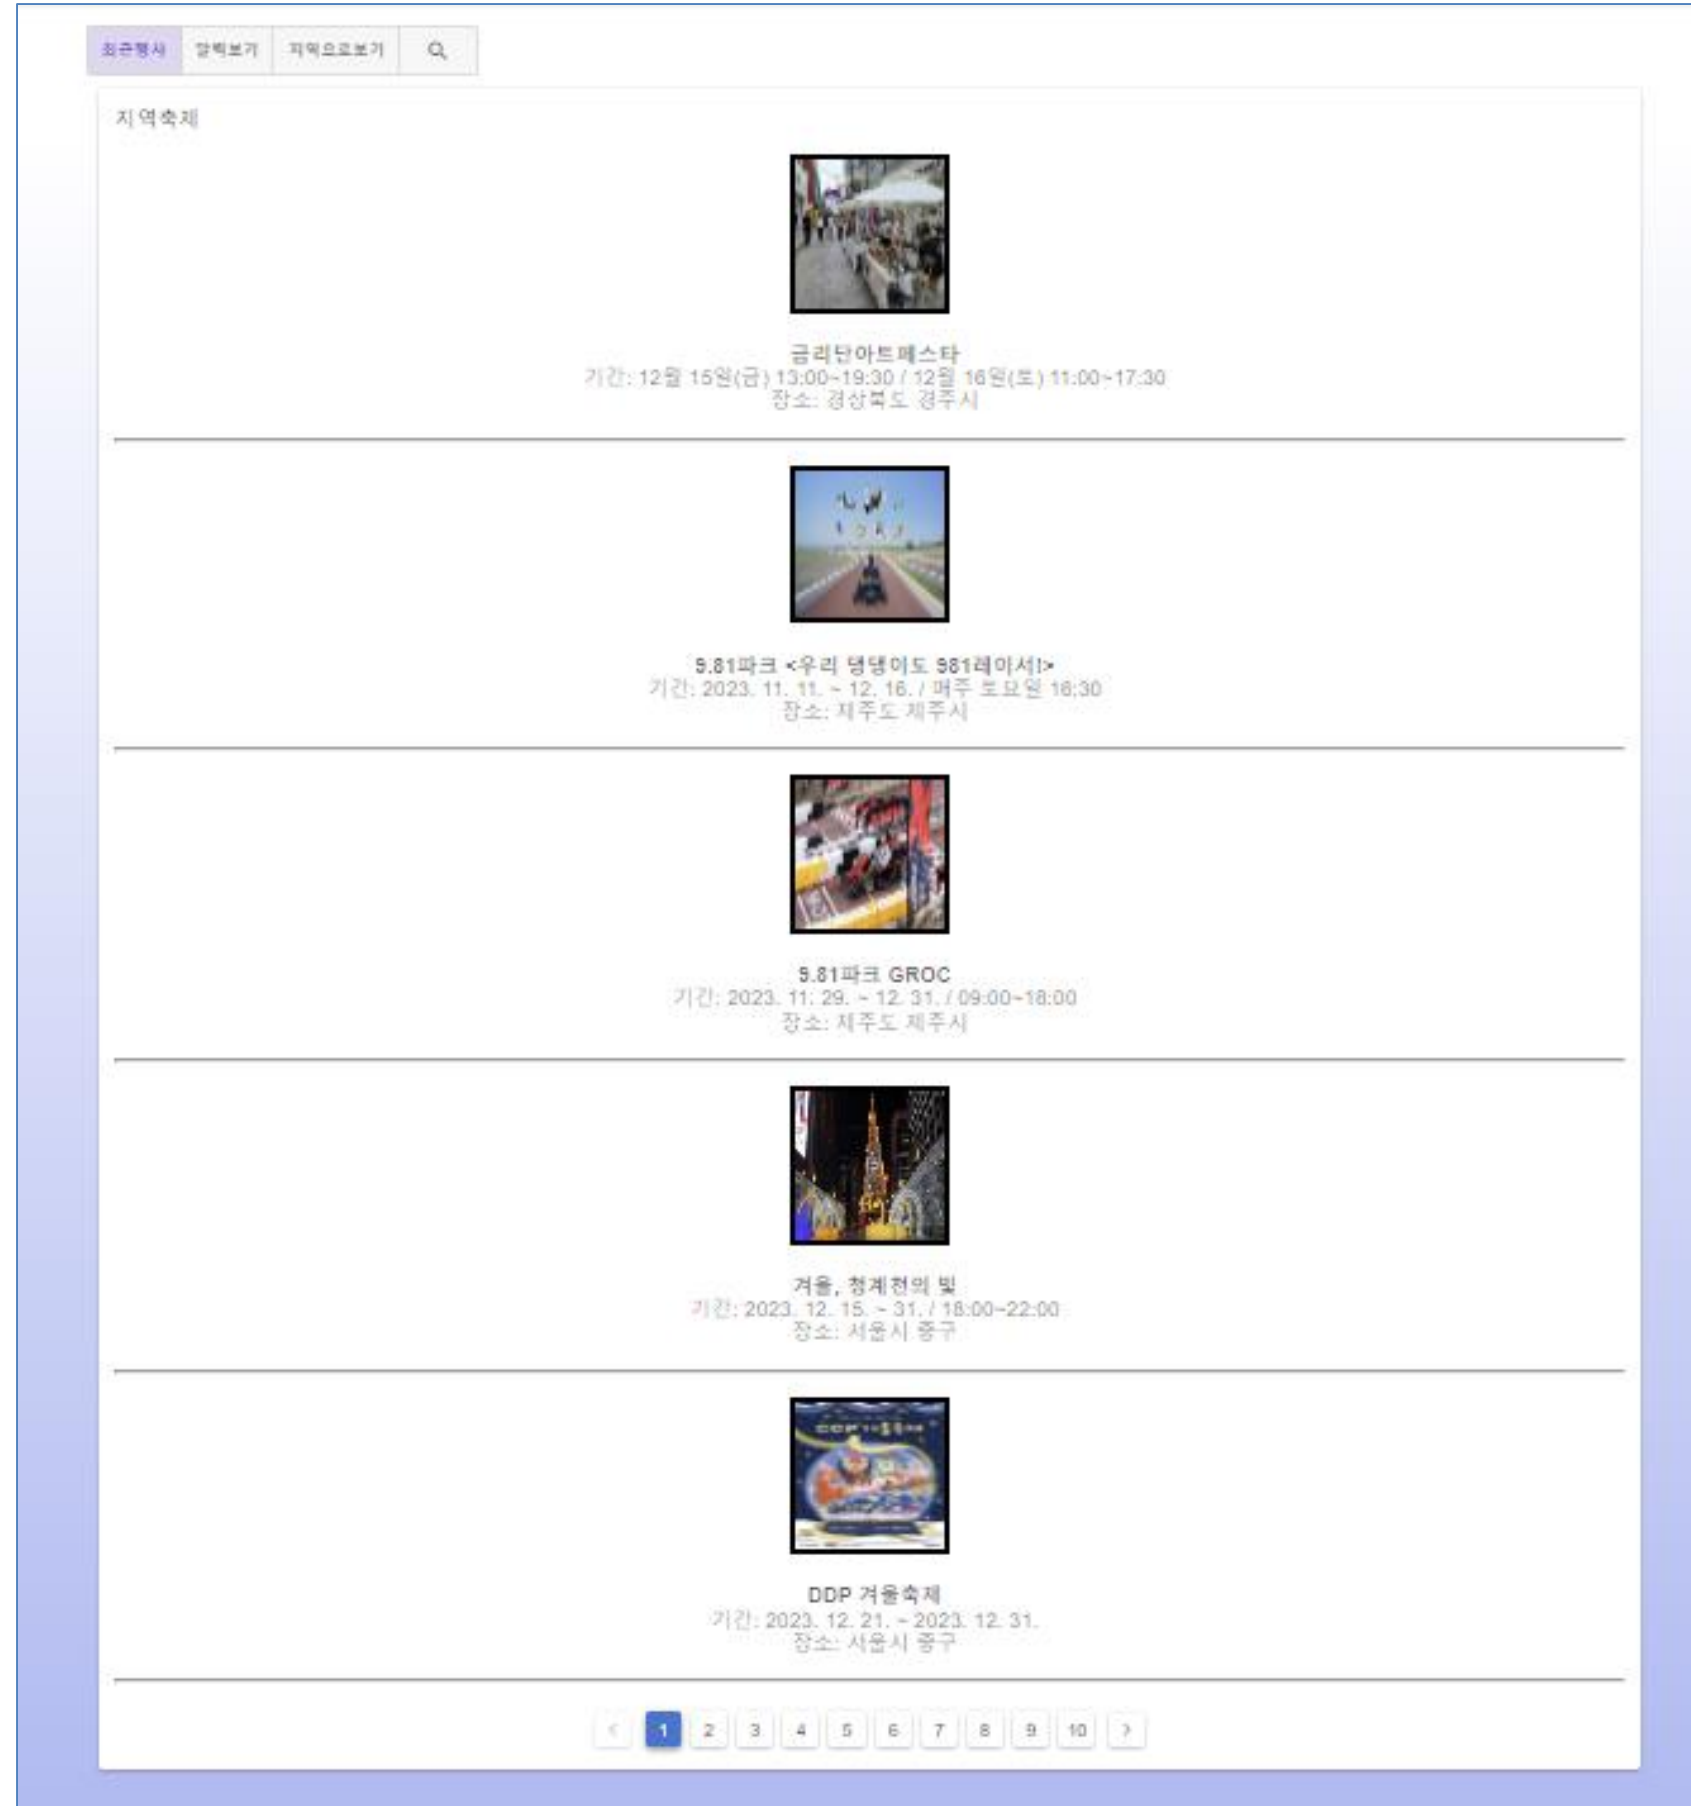 최근행사 달력보기 지역으로보기
지역축제
금리단아트페스타
기간: 12월 15일(금) 13:00~19:30 / 12월 16일(토) 11:00~17:30
장소: 경상북도 경주시
9.81파크 <우리 댕댕이도 981레이서!>
기간: 2023. 11. 11. ~ 12. 16. / 매주 토요일 16:30
장소: 제주도 제주시
9.81파크 GROC
기간: 2023. 11. 29. ~ 12. 31. / 09:00~18:00
장소: 제주도 제주시
겨울, 청계천의 빛
기간: 2023. 12. 15. ~ 31. / 18:00~22:00
장소: 서울시 중구
DDP 겨울축제
DDP 겨울축제
기간: 2023. 12. 21. ~ 2023. 12. 31.
장소: 서울시 중구
< 1 2 3 4 5 6 7 8 9 10 >